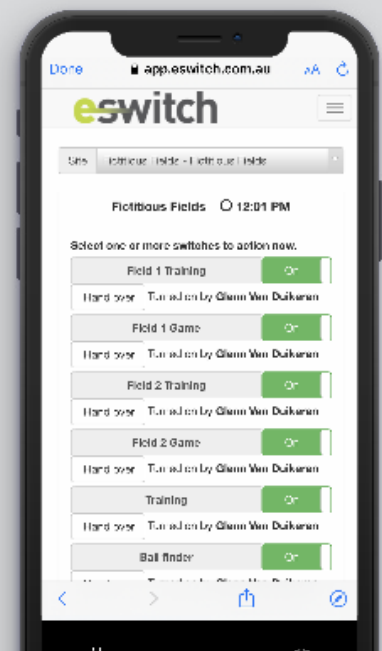 Done app.eswitch.com.au AA
eswitch
Site Fictitious Fields - Fictitious Fields
Fictitious Fields 12:01 PM
Select one or more switches to action now.
Field 1 Training On
Hand over Turned on by Glenn Van Duikeren
Field 1 Game On
Hand over Turned on by Glenn Van Duikeren
Field 2 Training On
Hand over Turned on by Glenn Van Duikeren
Field 2 Game On
Hand over Turned on by Glenn Van Duikeren
Training On
Hand over Turned on by Glenn Van Duikeren
Ball finder On